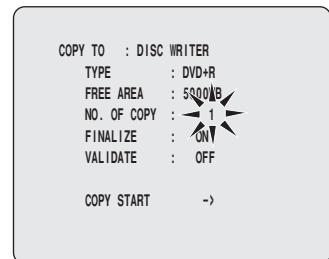 COPY TO : DISC WRITER
TYPE : DVD+R
FREE AREA : 5000MB
NO. OF COPY : 1
FINALIZE : ON
VALIDATE : OFF
COPY START ->